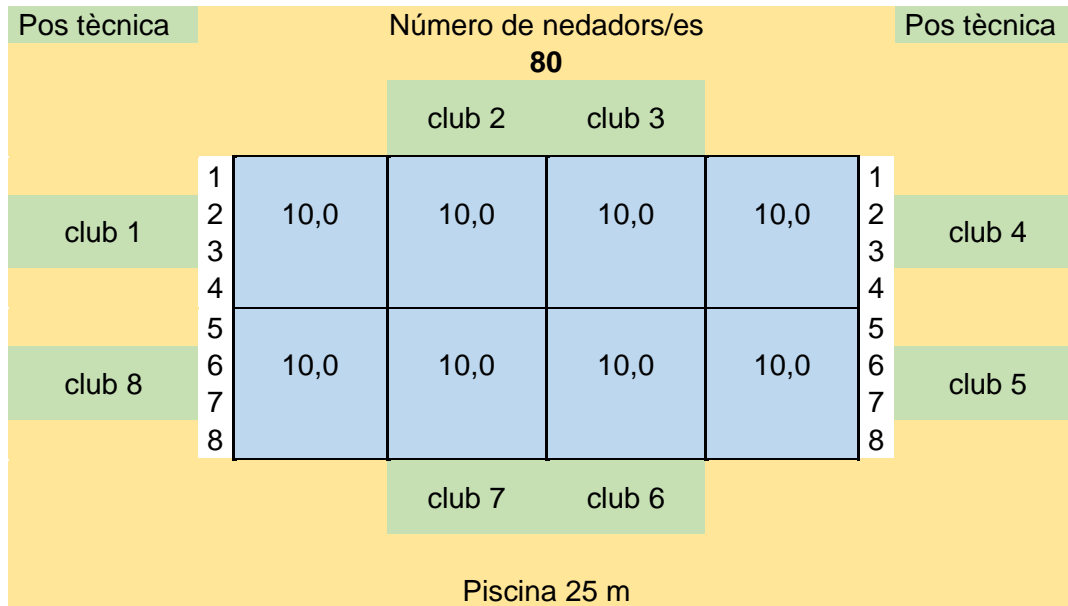 Pos tècnica Número de nedadors/es Pos tècnica
80
club 2 club 3
1 1
2 10,0 10,0 10,0 10,0 2
club 1 club 4
3 3
4 4
5 5
6 10,0 10,0 10,0 10,0 6
club 8 club 5
7 7
8 8
club 7 club 6
Piscina 25 m